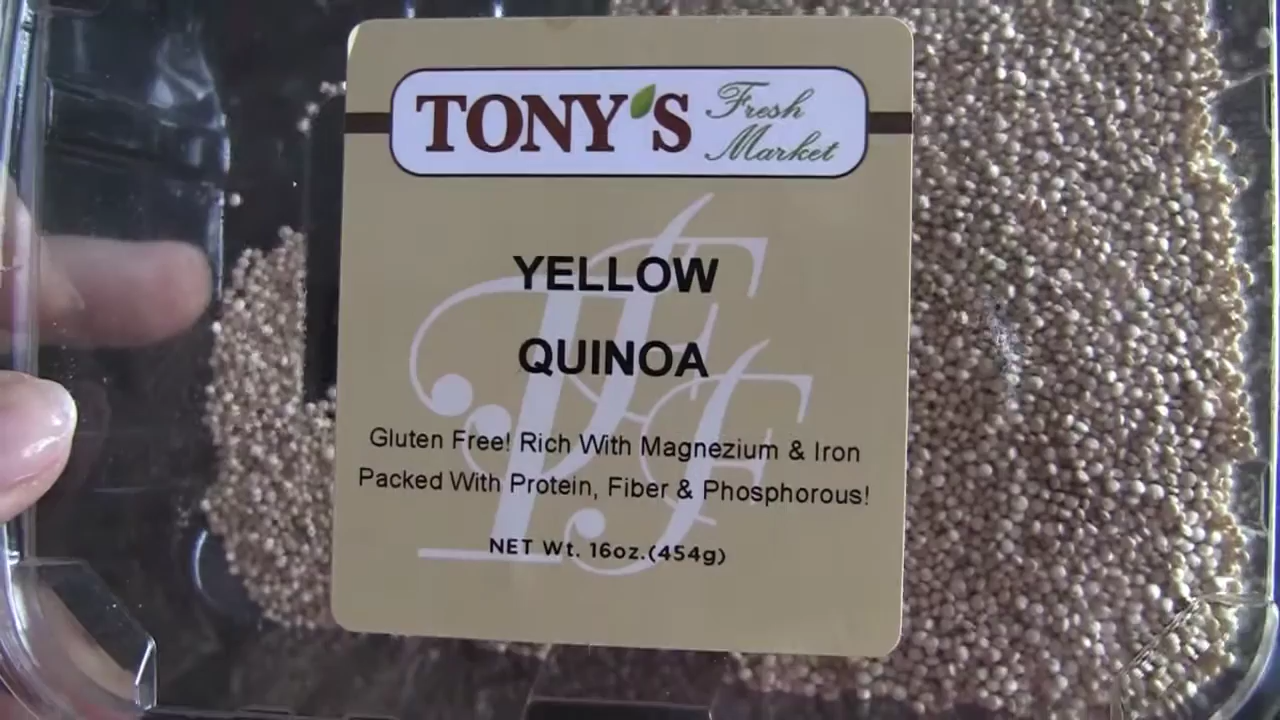 TONY'S Fresh Market
YELLOW
QUINOA
Gluten Free! Rich With Magnezium & Iron
Packed With Protein, Fiber & Phosphorous!
NET Wt. 16oz.(454g)